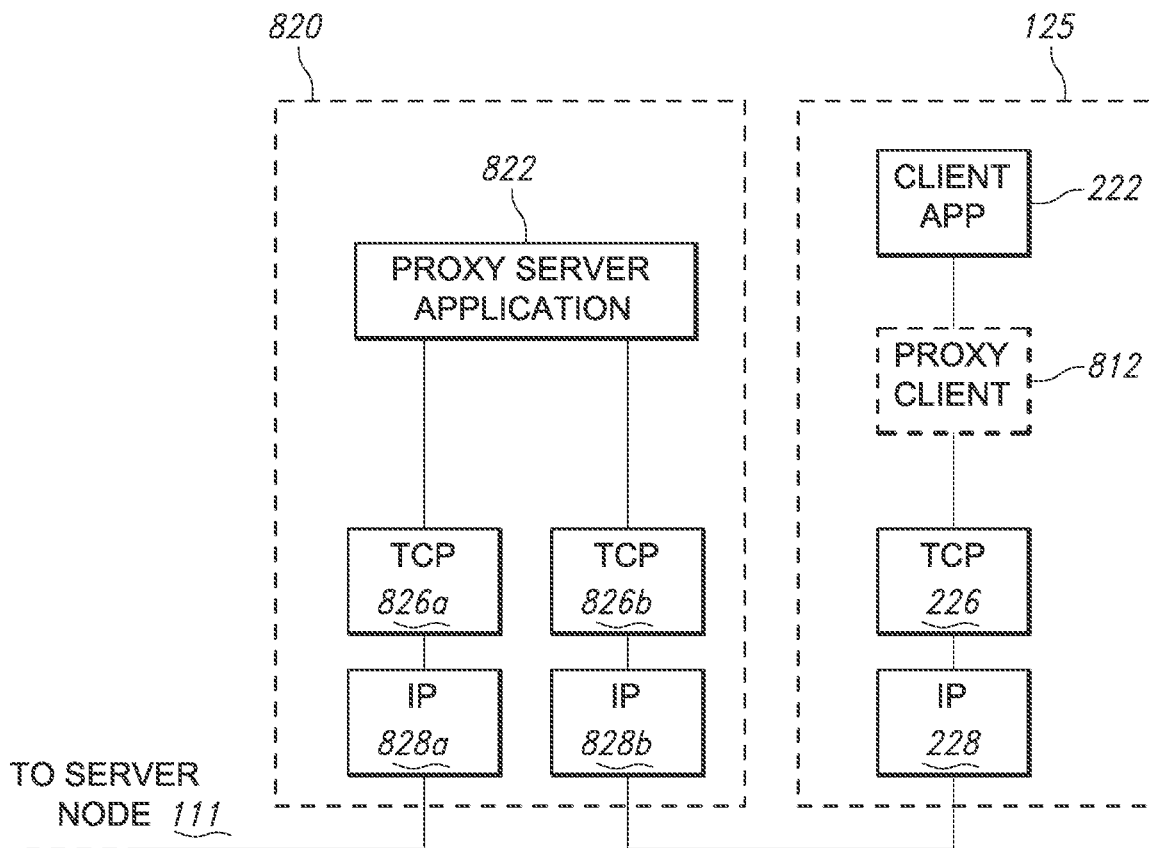 820
125
822
PROXY SERVER
APPLICATION
CLIENT
APP
222
PROXY
CLIENT
812
TCP
826a
TCP
826b
TCP
226
IP
828a
IP
828b
IP
228
TO SERVER
NODE 111